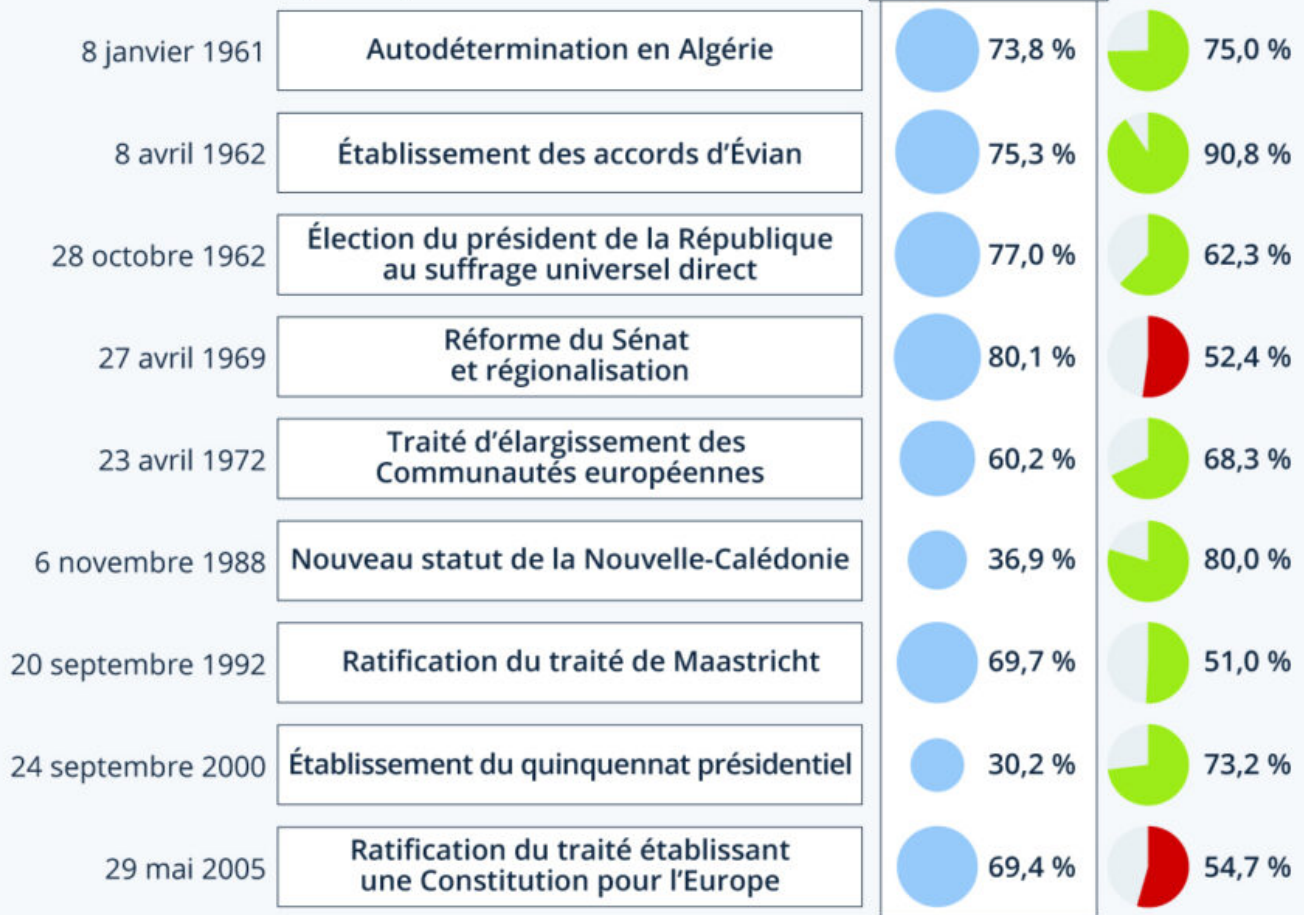 8 janvier 1961 Autodétermination en Algérie 73,8 % 75,0 %
8 avril 1962 Établissement des accords d’Évian 75,3 % 90,8 %
28 octobre 1962 Élection du président de la République
au suffrage universel direct 77,0 % 62,3 %
27 avril 1969 Réforme du Sénat
et régionalisation 80,1 % 52,4 %
23 avril 1972 Traité d’élargissement des
Communautés européennes 60,2 % 68,3 %
6 novembre 1988 Nouveau statut de la Nouvelle-Calédonie 36,9 % 80,0 %
20 septembre 1992 Ratification du traité de Maastricht 69,7 % 51,0 %
24 septembre 2000 Établissement du quinquennat présidentiel 30,2 % 73,2 %
29 mai 2005 Ratification du traité établissant
une Constitution pour l’Europe 69,4 % 54,7 %